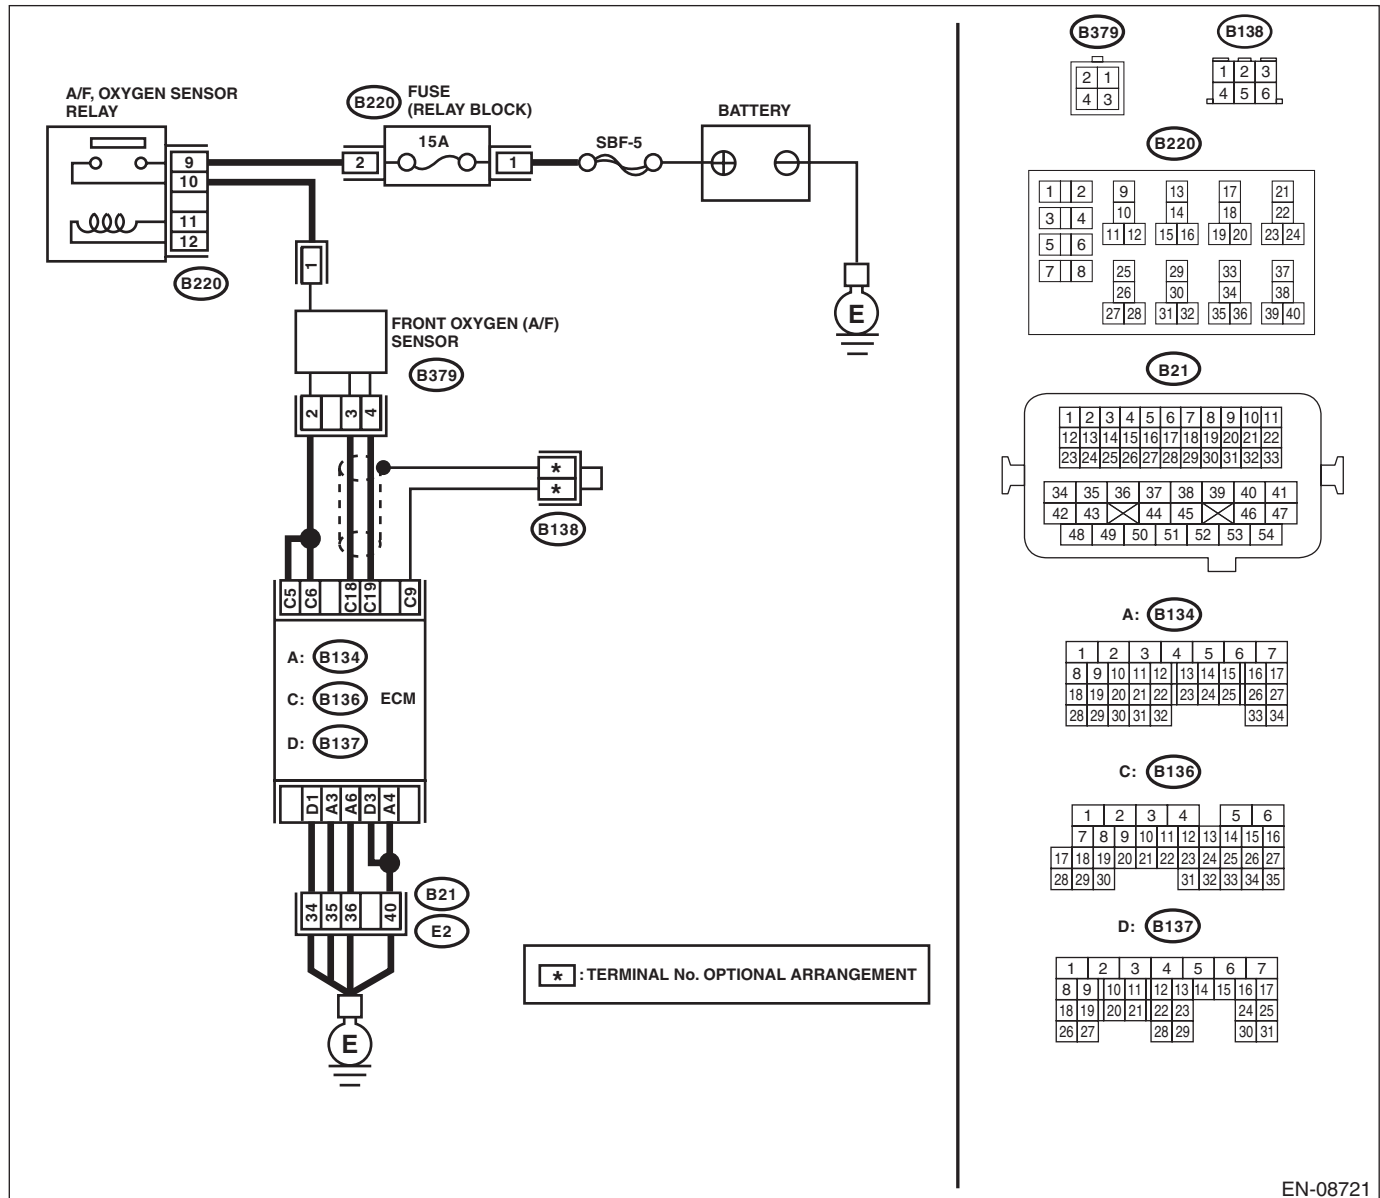 A/F, OXYGEN SENSOR
RELAY
9
10
11
12
B220
B220
FUSE
(RELAY BLOCK)
15A
2
1
SBF-5
BATTERY
E
1
FRONT OXYGEN (A/F)
SENSOR
B379
2 3 4
*
*
B138
C5 C6 C18 C19 C9
A: B134
C: B136 ECM
D: B137
D1 A3 A6 D3 A4
34 35 36 40
B21
E2
E
* : TERMINAL No. OPTIONAL ARRANGEMENT
B379
2 1
4 3
B138
1 2 3
4 5 6
B220
1 2 9 13 17 21
3 4 10 14 18 22
5 6 11 12 15 16 19 20 23 24
7 8 25 29 33 37
26 30 34 38
27 28 31 32 35 36 39 40
B21
1 2 3 4 5 6 7 8 9 10 11
12 13 14 15 16 17 18 19 20 21 22
23 24 25 26 27 28 29 30 31 32 33
34 35 36 37 38 39 40 41
42 43 44 45 46 47
48 49 50 51 52 53 54
A: B134
1 2 3 4 5 6 7
8 9 10 11 12 13 14 15 16 17
18 19 20 21 22 23 24 25 26 27
28 29 30 31 32 33 34
C: B136
1 2 3 4 5 6
7 8 9 10 11 12 13 14 15 16
17 18 19 20 21 22 23 24 25 26 27
28 29 30 31 32 33 34 35
D: B137
1 2 3 4 5 6 7
8 9 10 11 12 13 14 15 16 17
18 19 20 21 22 23 24 25
26 27 28 29 30 31
EN-08721